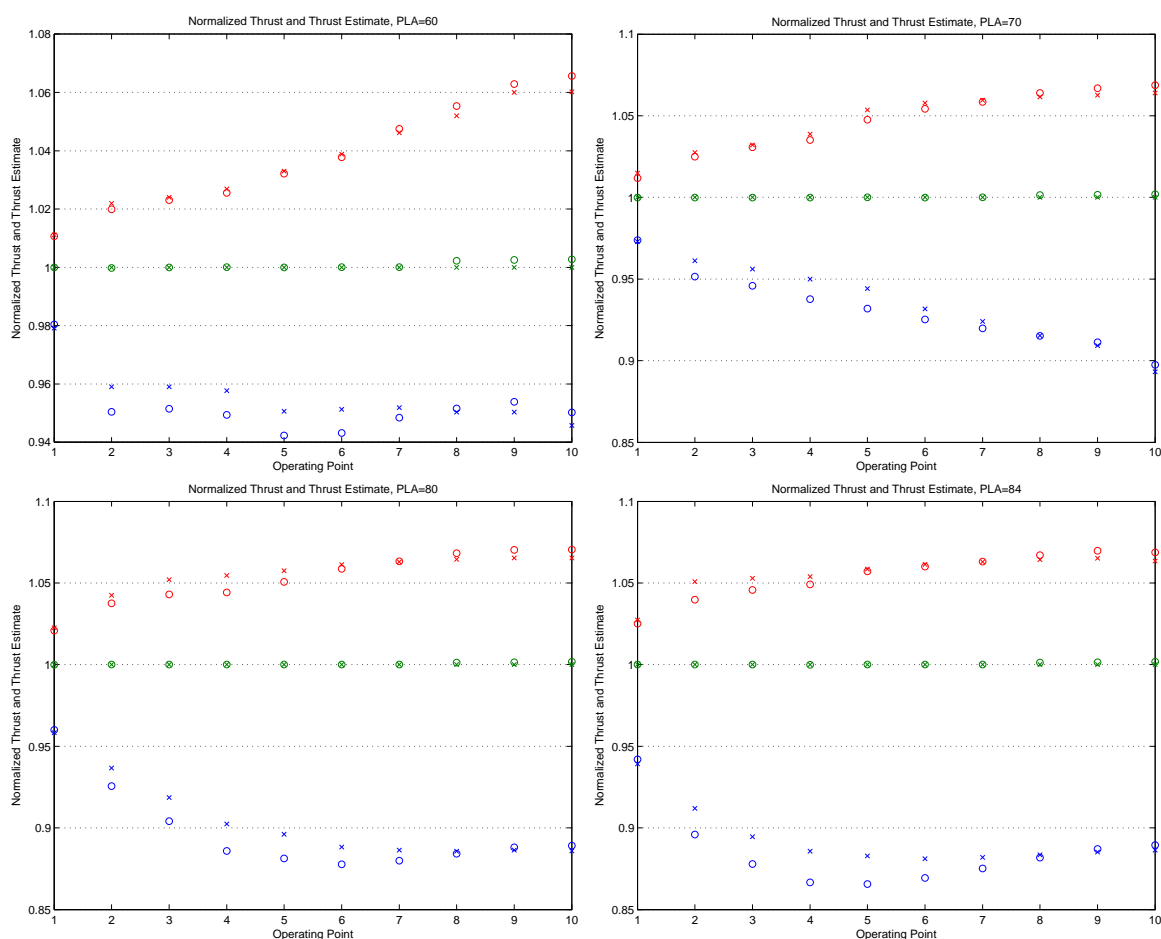 Normalized Thrust and Thrust Estimate, PLA=60
1.08
1.06
1.04
1.02
1
0.98
0.96
0.94
Normalized Thrust and Thrust Estimate
1 2 3 4 5 6 7 8 9 10
Operating Point
Normalized Thrust and Thrust Estimate, PLA=70
1.1
1.05
1
0.95
0.9
0.85
Normalized Thrust and Thrust Estimate
1 2 3 4 5 6 7 8 9 10
Operating Point
Normalized Thrust and Thrust Estimate, PLA=80
1.1
1.05
1
0.95
0.9
0.85
Normalized Thrust and Thrust Estimate
1 2 3 4 5 6 7 8 9 10
Operating Point
Normalized Thrust and Thrust Estimate, PLA=84
1.1
1.05
1
0.95
0.9
0.85
Normalized Thrust and Thrust Estimate
1 2 3 4 5 6 7 8 9 10
Operating Point